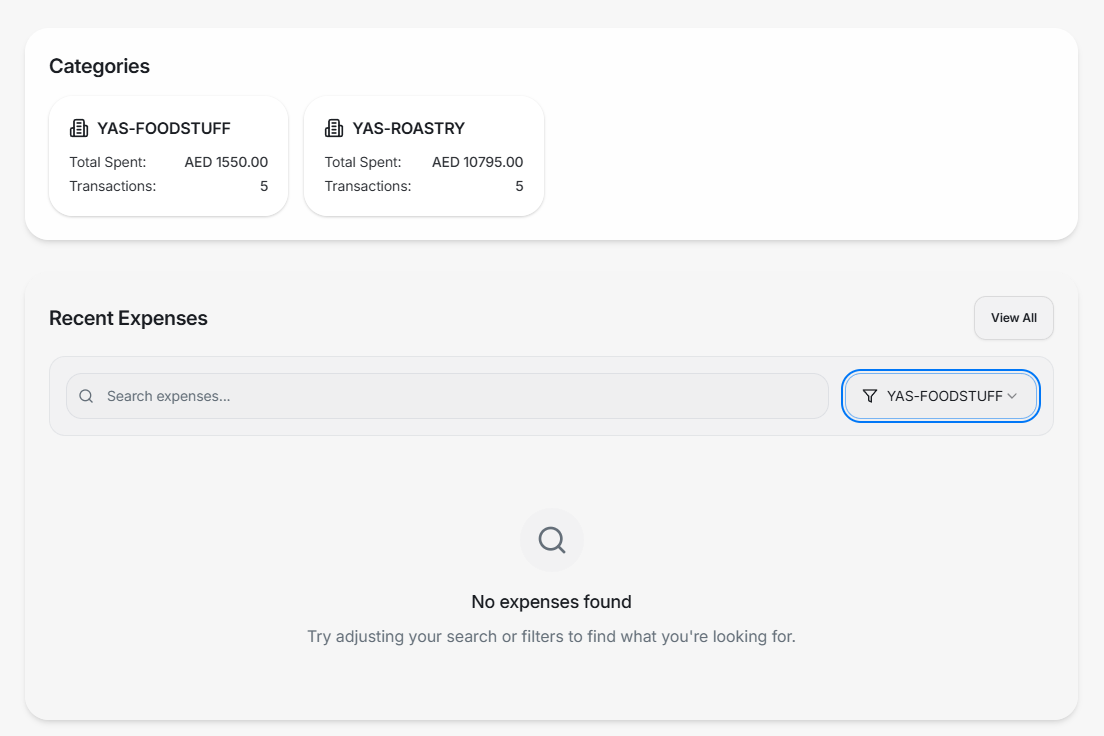 Categories
YAS-FOODSTUFF
Total Spent: AED 1550.00
Transactions: 5
YAS-ROASTRY
Total Spent: AED 10795.00
Transactions: 5
Recent Expenses
View All
Search expenses...
YAS-FOODSTUFF
No expenses found
Try adjusting your search or filters to find what you're looking for.